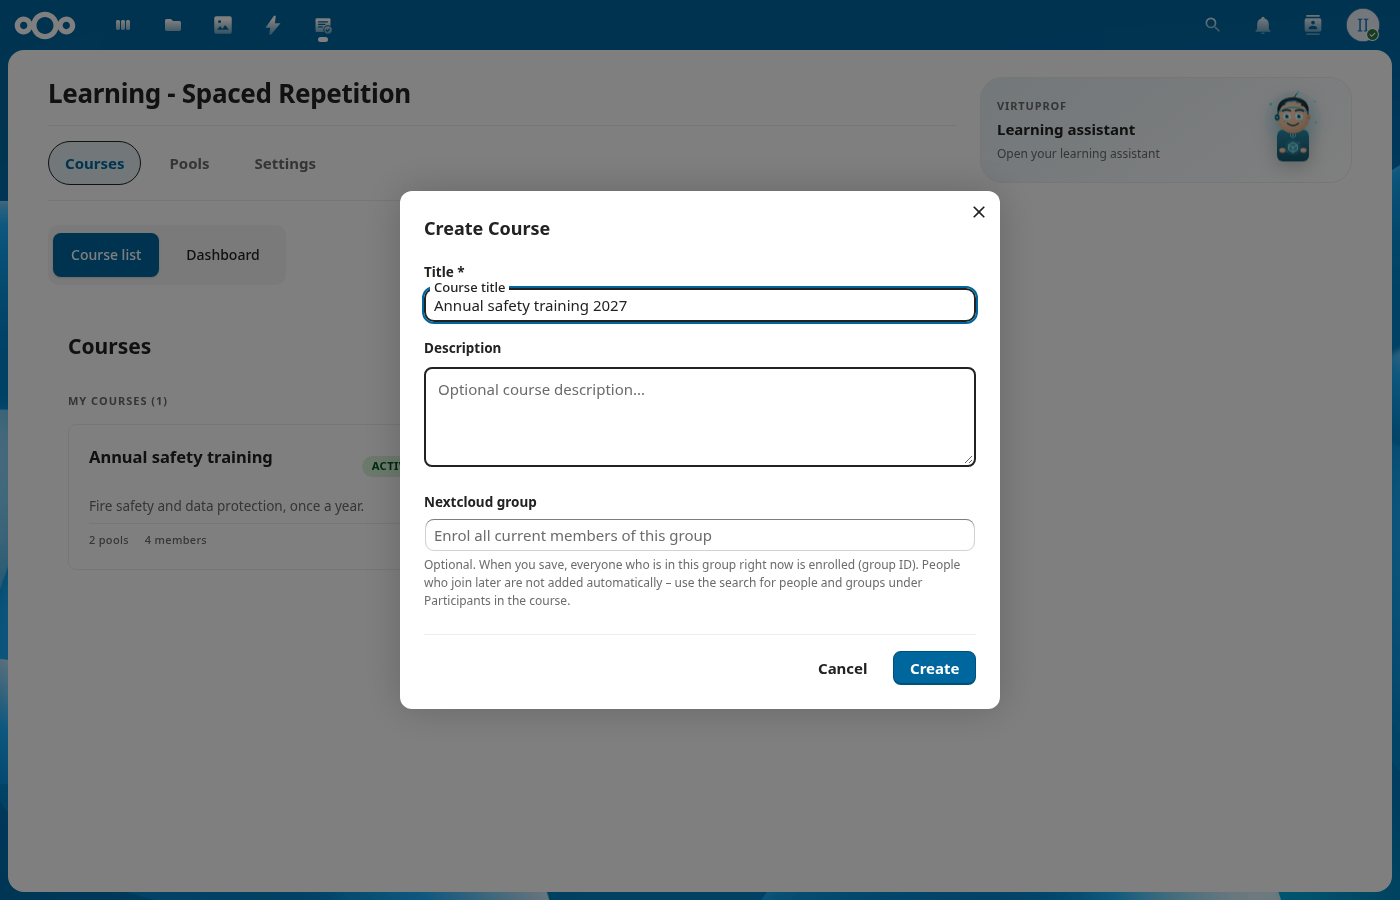 II
Learning - Spaced Repetition
VIRTUPROF
Learning assistant
Open your learning assistant
Courses
Pools
Settings
Course list
Dashboard
Courses
MY COURSES (1)
Annual safety training
Fire safety and data protection, once a year.
2 pools
4 members
Create Course
Title *
Course title
Annual safety training 2027
Description
Optional course description...
Nextcloud group
Enrol all current members of this group
Optional. When you save, everyone who is in this group right now is enrolled (group ID). People
who join later are not added automatically – use the search for people and groups under
Participants in the course.
Cancel
Create